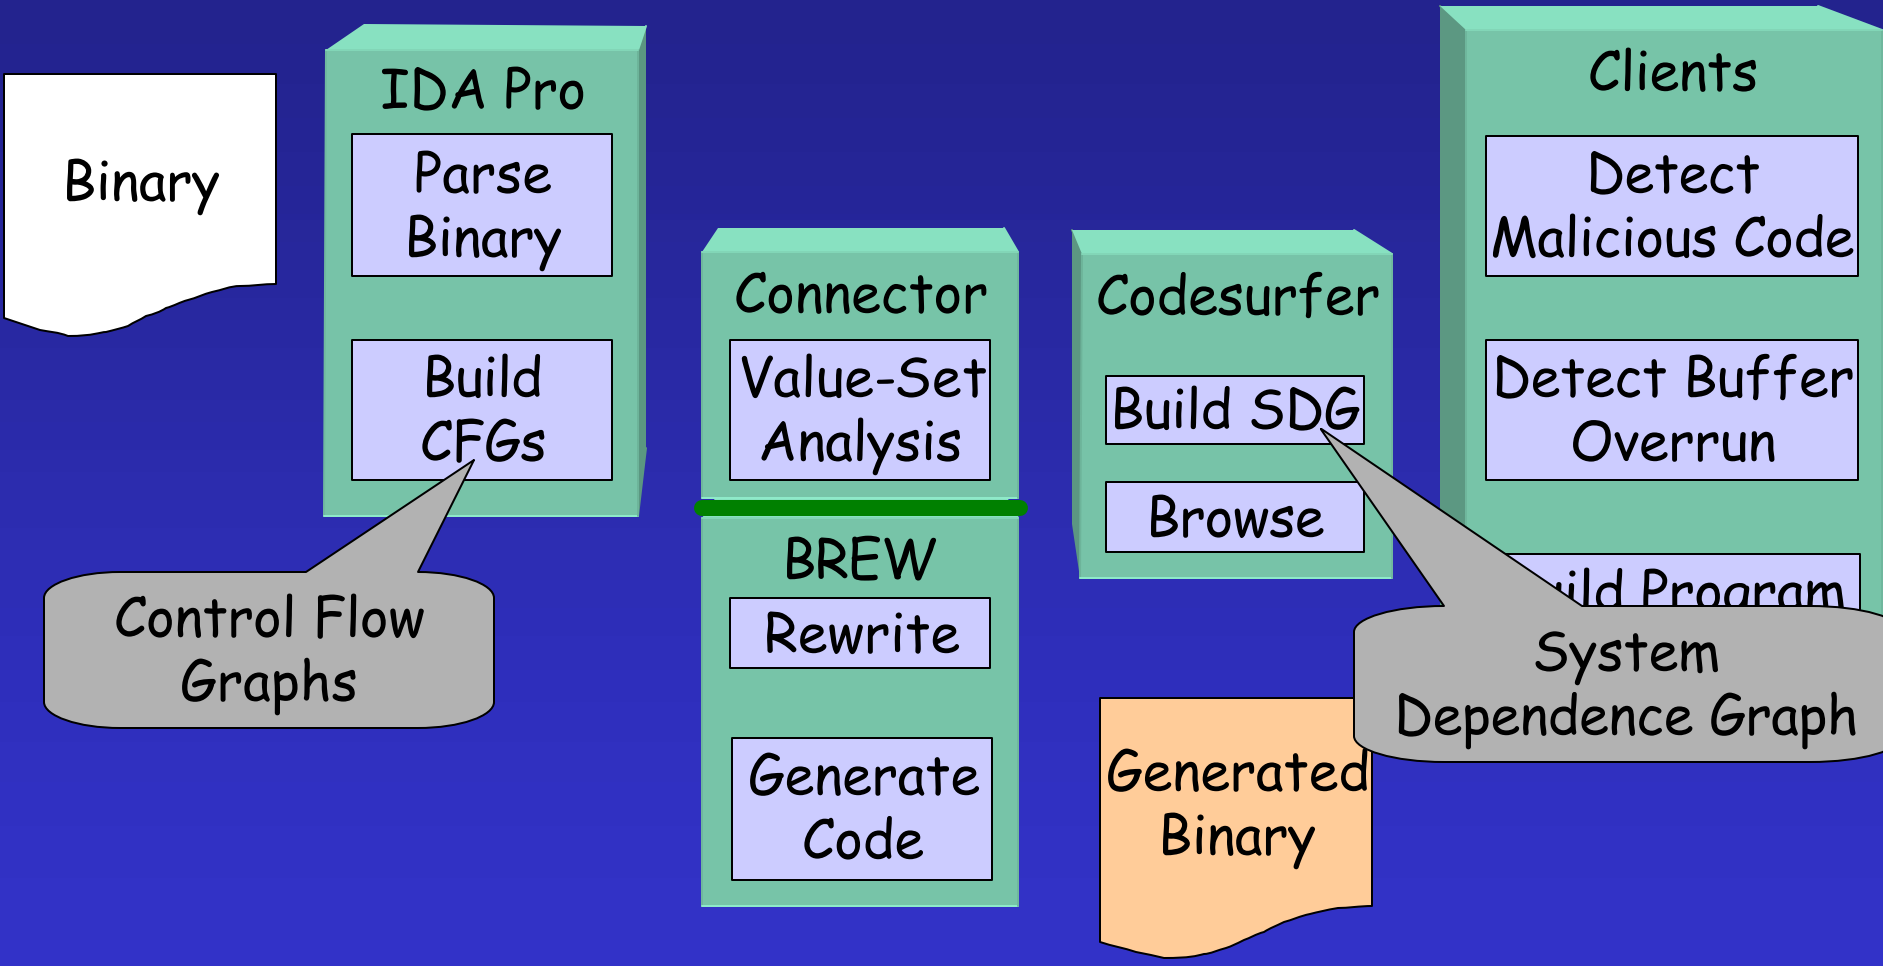 Binary
IDA Pro
Parse
Binary
Build
CFGs
Control Flow
Graphs
Connector
Value-Set
Analysis
BREW
Rewrite
Generate
Code
Codesurfer
Build SDG
Browse
Generated
Binary
Clients
Detect
Malicious Code
Detect Buffer
Overrun
Program
System
Dependence Graph